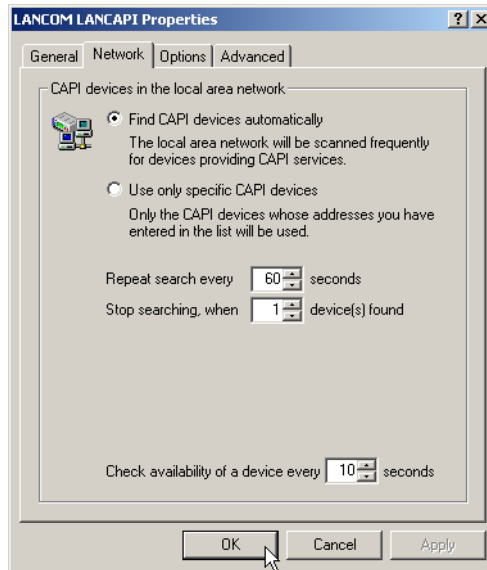 LANCOM LANCAPI Properties
General Network Options Advanced
CAPI devices in the local area network
Find CAPI devices automatically
The local area network will be scanned frequently
for devices providing CAPI services.
Use only specific CAPI devices
Only the CAPI devices whose addresses you have
entered in the list will be used.
Repeat search every 60 seconds
Stop searching, when 1 device(s) found
Check availability of a device every 10 seconds
OK Cancel Apply